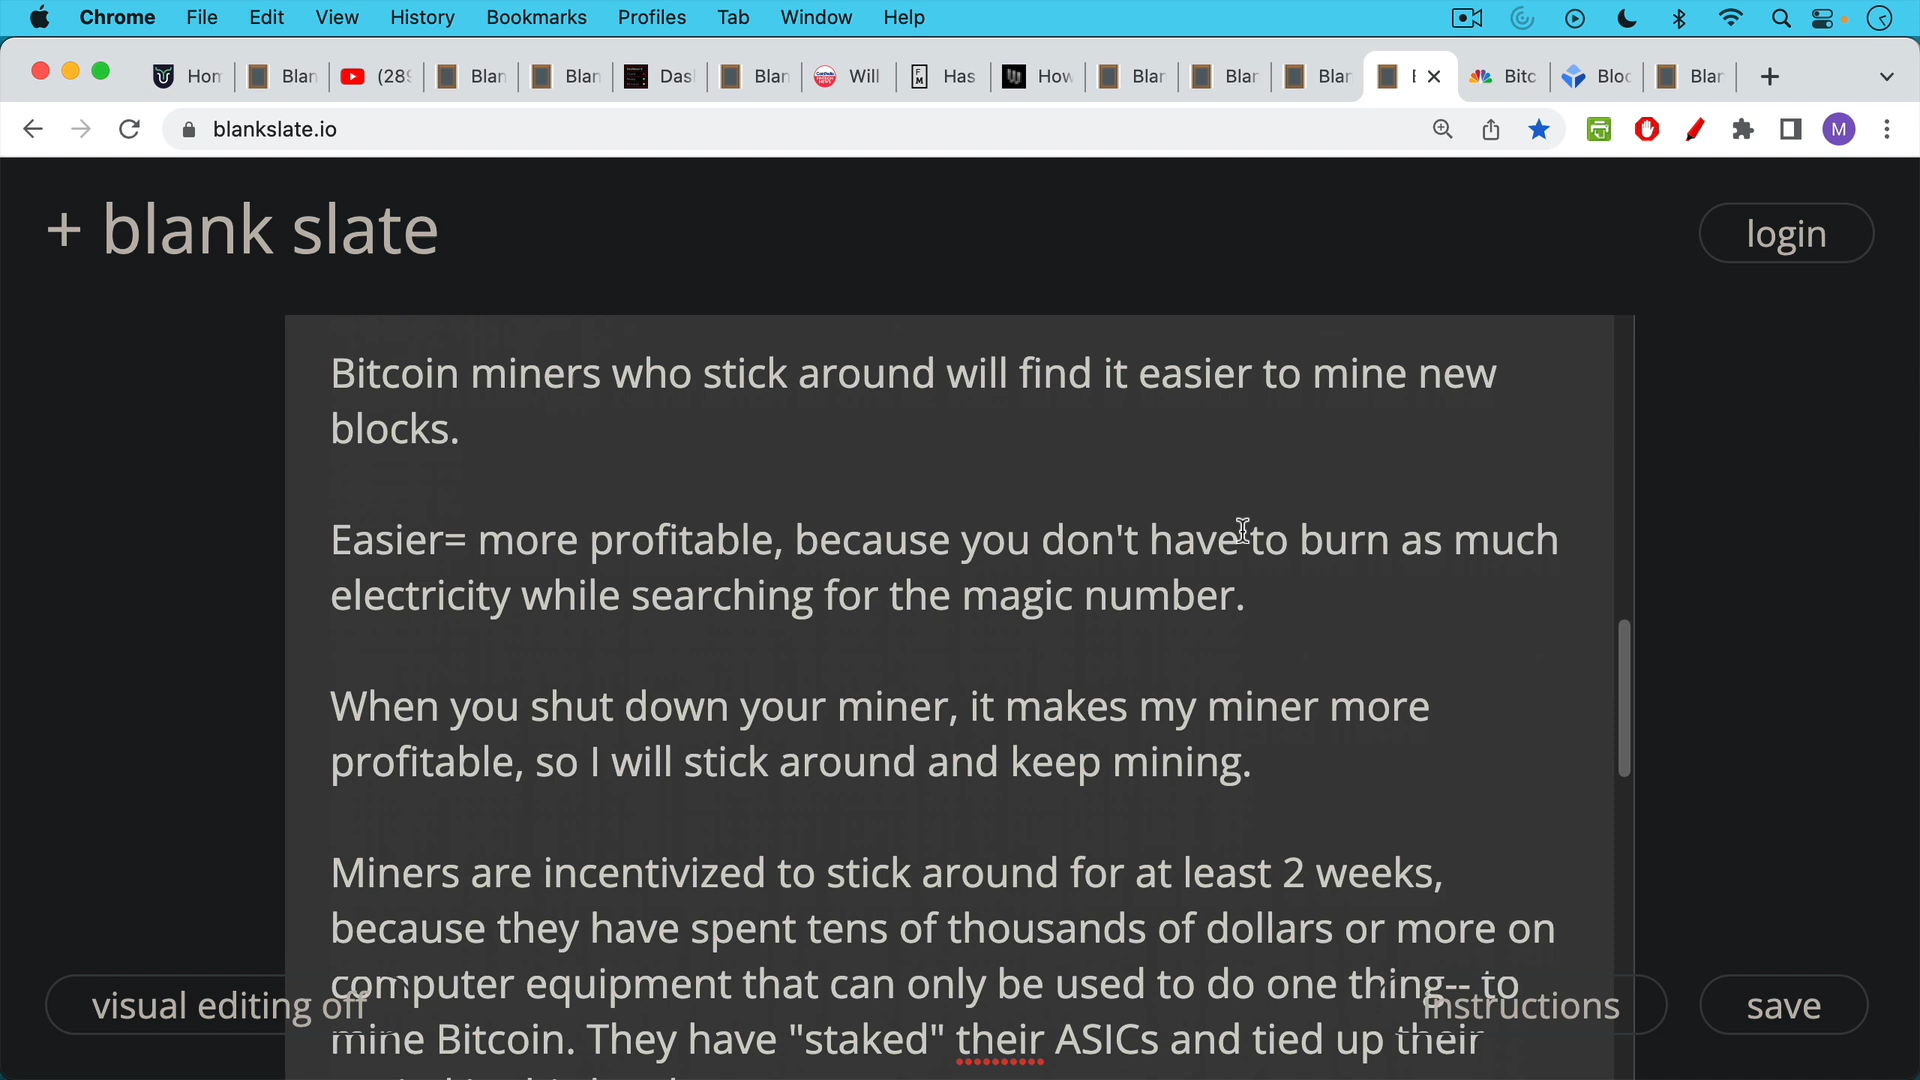 Chrome File Edit View History Bookmarks Profiles Tab Window Help
Hom Blan (289 Blan Blan Das Blan Will Has How Blar Blar Blar Bitc Bloc Blar
blankslate.io M
+ blank slate
login
Bitcoin miners who stick around will find it easier to mine new
blocks.
Easier= more profitable, because you don't have to burn as much
electricity while searching for the magic number.
When you shut down your miner, it makes my miner more
profitable, so I will stick around and keep mining.
Miners are incentivized to stick around for at least 2 weeks,
because they have spent tens of thousands of dollars or more on
computer equipment that can only be used to do one thing-- to
mine Bitcoin. They have "staked" their ASICs and tied up their
visual editing off
instructions
save